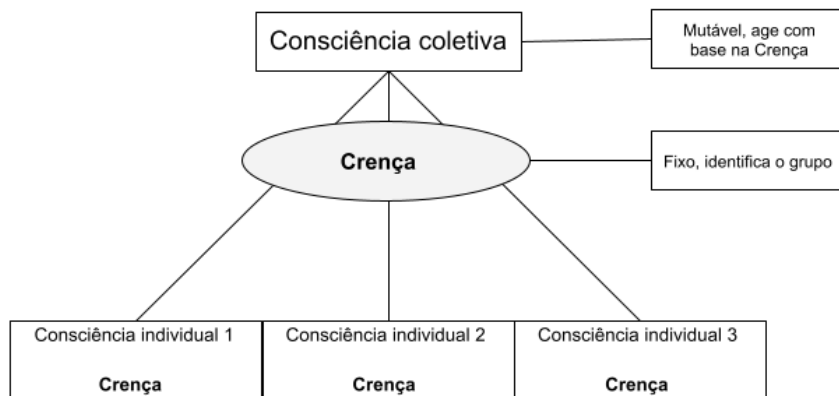 Consciência coletiva
Mutável, age com
base na Crença
Crença
Fixo, identifica o grupo
Consciência individual 1
Crença
Consciência individual 2
Crença
Consciência individual 3
Crença